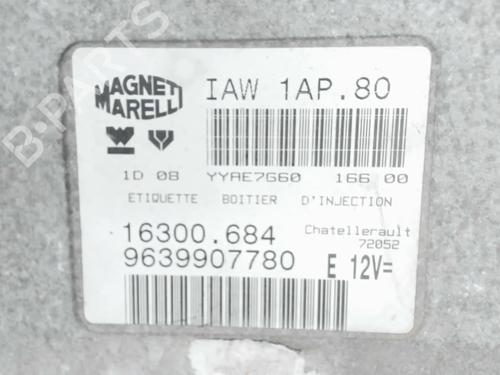 MAGNETI
MARELLI
IAW 1AP.80
1D 08 YYAE7G60 166 00
ETIQUETTE BOITIER D'INJECTION
16300.684
Chatellerault
72052
9639907780
E 12V=
B-PARTS